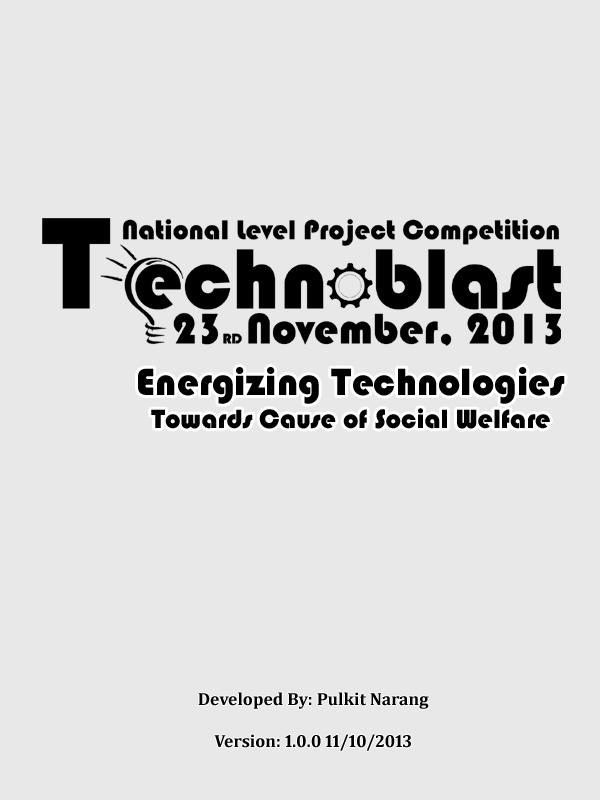 National Level Project Competition
Technoblast
23RD November, 2013
Energizing Technologies
Towards Cause of Social Welfare
Developed By: Pulkit Narang
Version: 1.0.0 11/10/2013